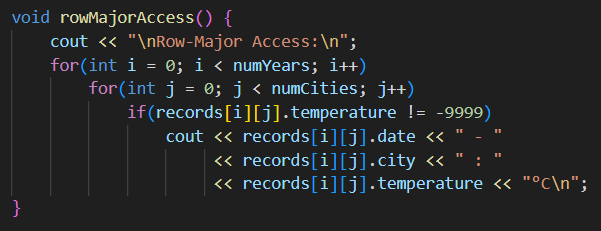 void rowMajorAccess() {
    cout << "\nRow-Major Access:\n";
    for(int i = 0; i < numYears; i++)
        for(int j = 0; j < numCities; j++)
            if(records[i][j].temperature != -9999)
                cout << records[i][j].date << " - "
                     << records[i][j].city << " : "
                     << records[i][j].temperature << "°C\n";
}